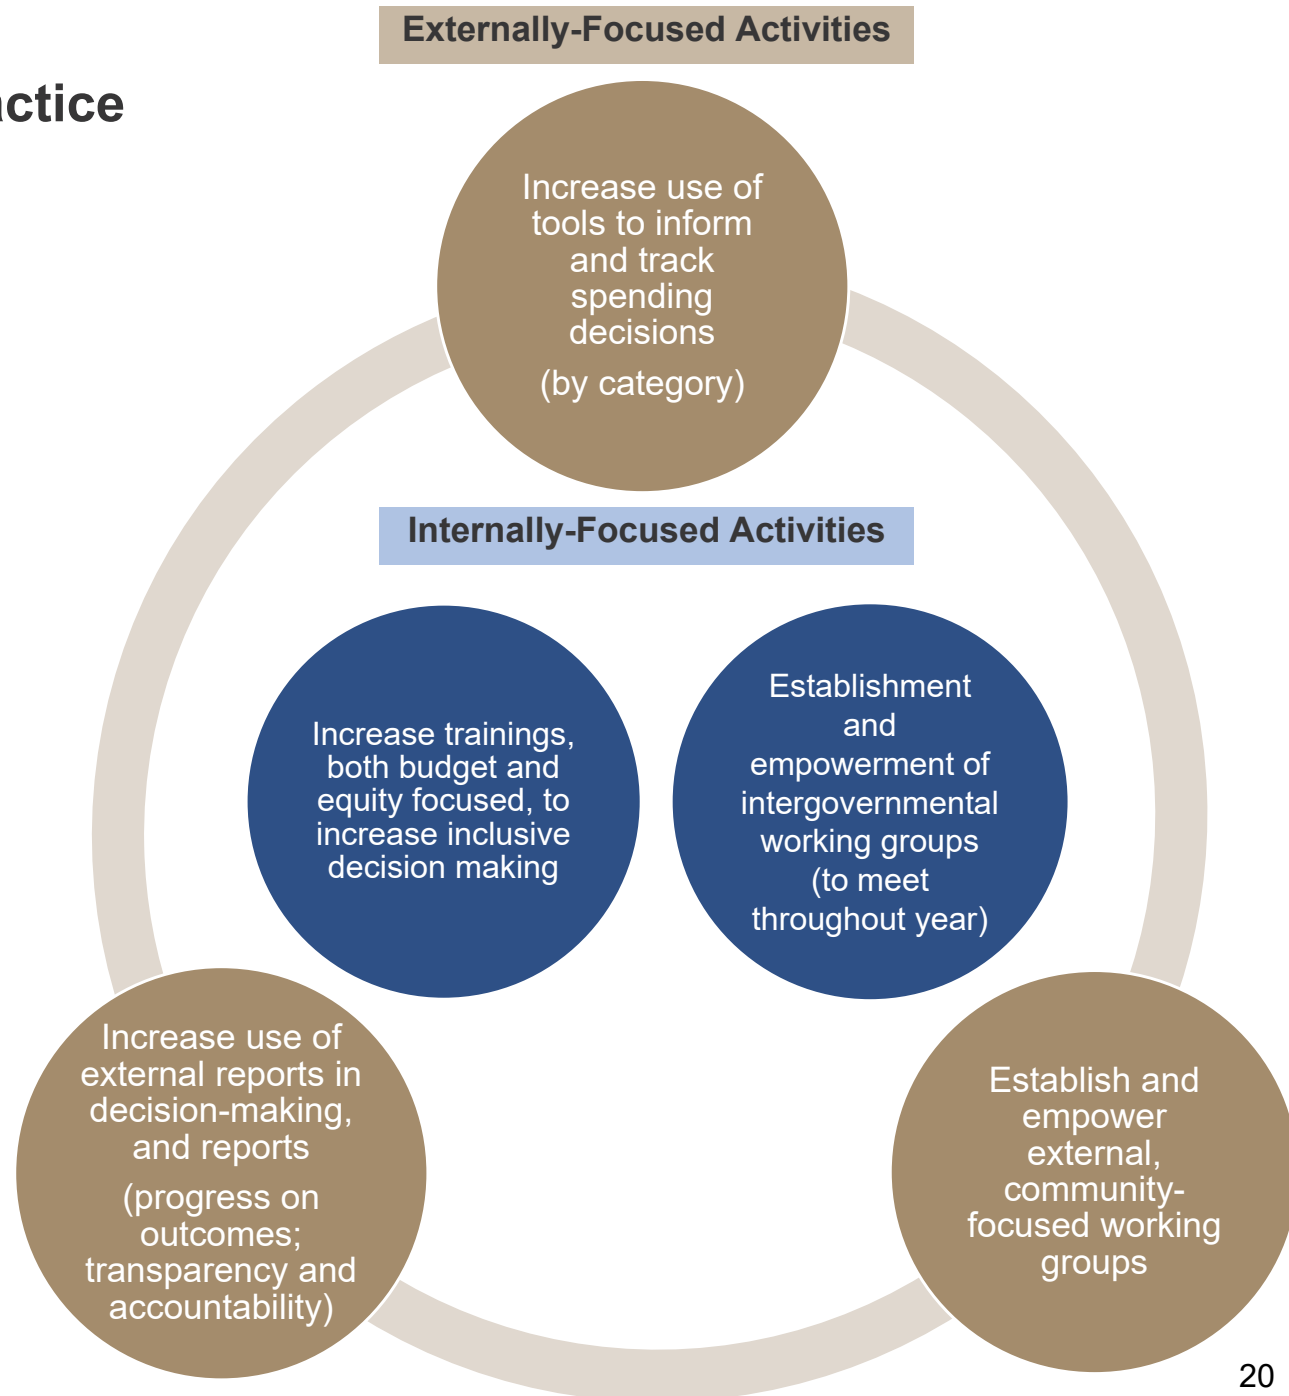 Externally-Focused Activities
actice
Increase use of
tools to inform
and track
spending
decisions
(by category)
Internally-Focused Activities
Increase trainings,
both budget and
equity focused, to
increase inclusive
decision making
Establishment
and
empowerment of
intergovernmental
working groups
(to meet
throughout year)
Increase use of
external reports in
decision-making,
and reports
(progress on
outcomes;
transparency and
accountability)
Establish and
empower
external,
community-
focused working
groups
20